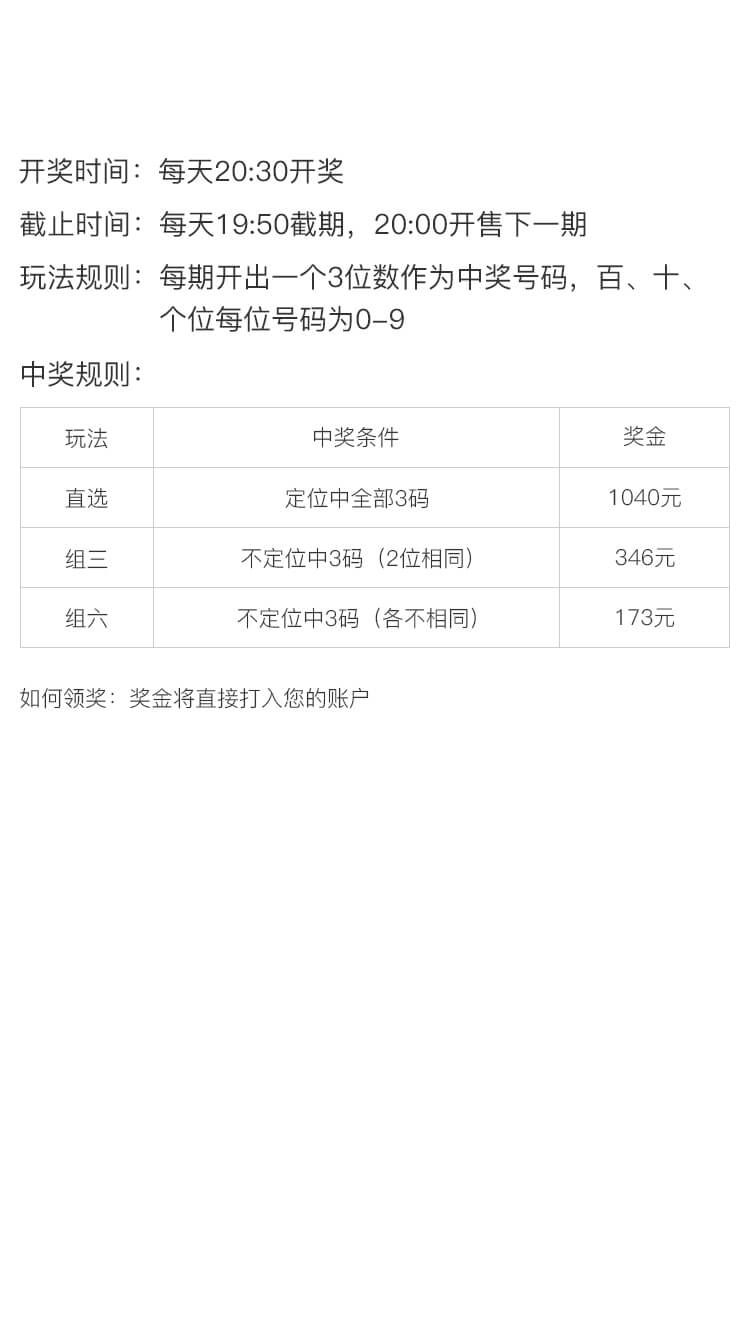 开奖时间：每天20:30开奖
截止时间：每天19:50截期，20:00开售下一期
玩法规则：每期开出一个3位数作为中奖号码，百、十、
个位每位号码为0-9
中奖规则：
玩法 中奖条件 奖金
直选 定位中全部3码 1040元
组三 不定位中3码（2位相同） 346元
组六 不定位中3码（各不相同） 173元
如何领奖：奖金将直接打入您的账户